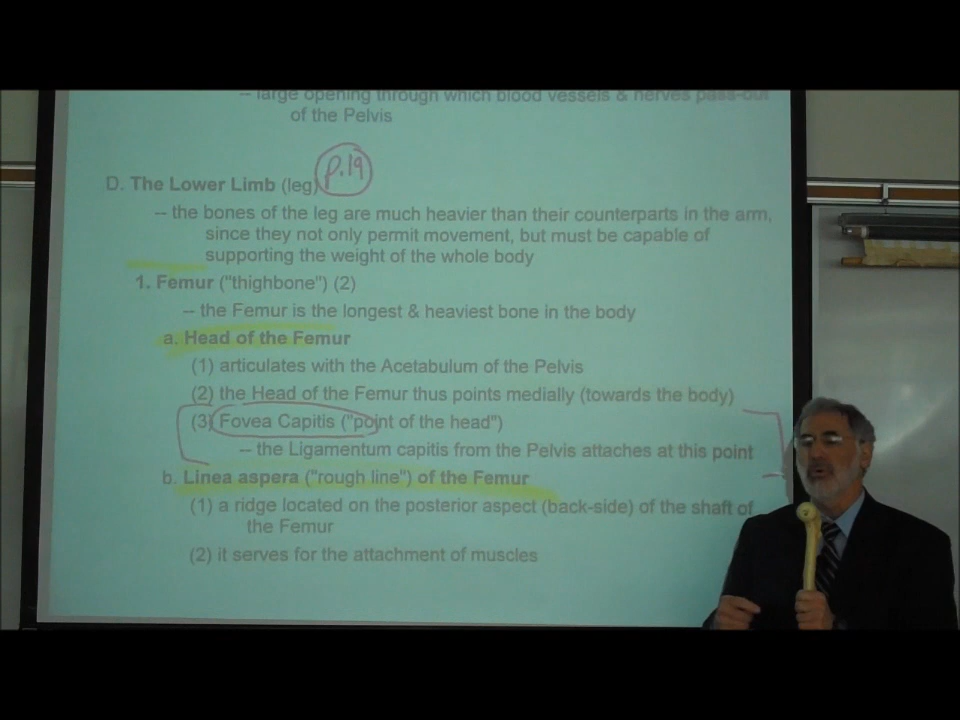 -- large opening through which blood vessels & nerves pass-out
of the Pelvis
D. The Lower Limb (leg) p.19
-- the bones of the leg are much heavier than their counterparts in the arm,
since they not only permit movement, but must be capable of
supporting the weight of the whole body
1. Femur ("thighbone") (2)
-- the Femur is the longest & heaviest bone in the body
a. Head of the Femur
(1) articulates with the Acetabulum of the Pelvis
(2) the Head of the Femur thus points medially (towards the body)
(3) Fovea Capitis ("point of the head")
-- the Ligamentum capitis from the Pelvis attaches at this point
b. Linea aspera ("rough line") of the Femur
(1) a ridge located on the posterior aspect (back-side) of the shaft of
the Femur
(2) it serves for the attachment of muscles